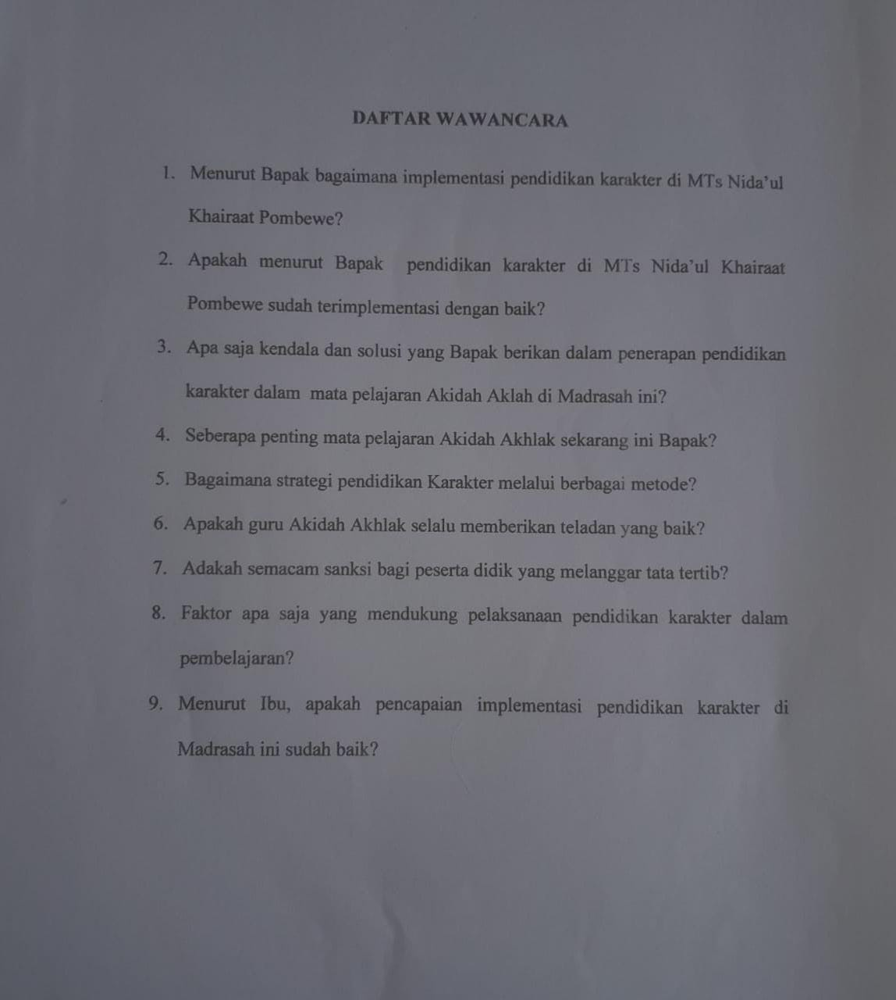 DAFTAR WAWANCARA
1. Menurut Bapak bagaimana implementasi pendidikan karakter di MTs Nida'ul
Khairaat Pombewe?
2. Apakah menurut Bapak pendidikan karakter di MTs Nida'ul Khairaat
Pombewe sudah terimplementasi dengan baik?
3. Apa saja kendala dan solusi yang Bapak berikan dalam penerapan pendidikan
karakter dalam mata pelajaran Akidah Aklah di Madrasah ini?
4. Seberapa penting mata pelajaran Akidah Akhlak sekarang ini Bapak?
5. Bagaimana strategi pendidikan Karakter melalui berbagai metode?
6. Apakah guru Akidah Akhlak selalu memberikan teladan yang baik?
7. Adakah semacam sanksi bagi peserta didik yang melanggar tata tertib?
8. Faktor apa saja yang mendukung pelaksanaan pendidikan karakter dalam
pembelajaran?
9. Menurut Ibu, apakah pencapaian implementasi pendidikan karakter di
Madrasah ini sudah baik?